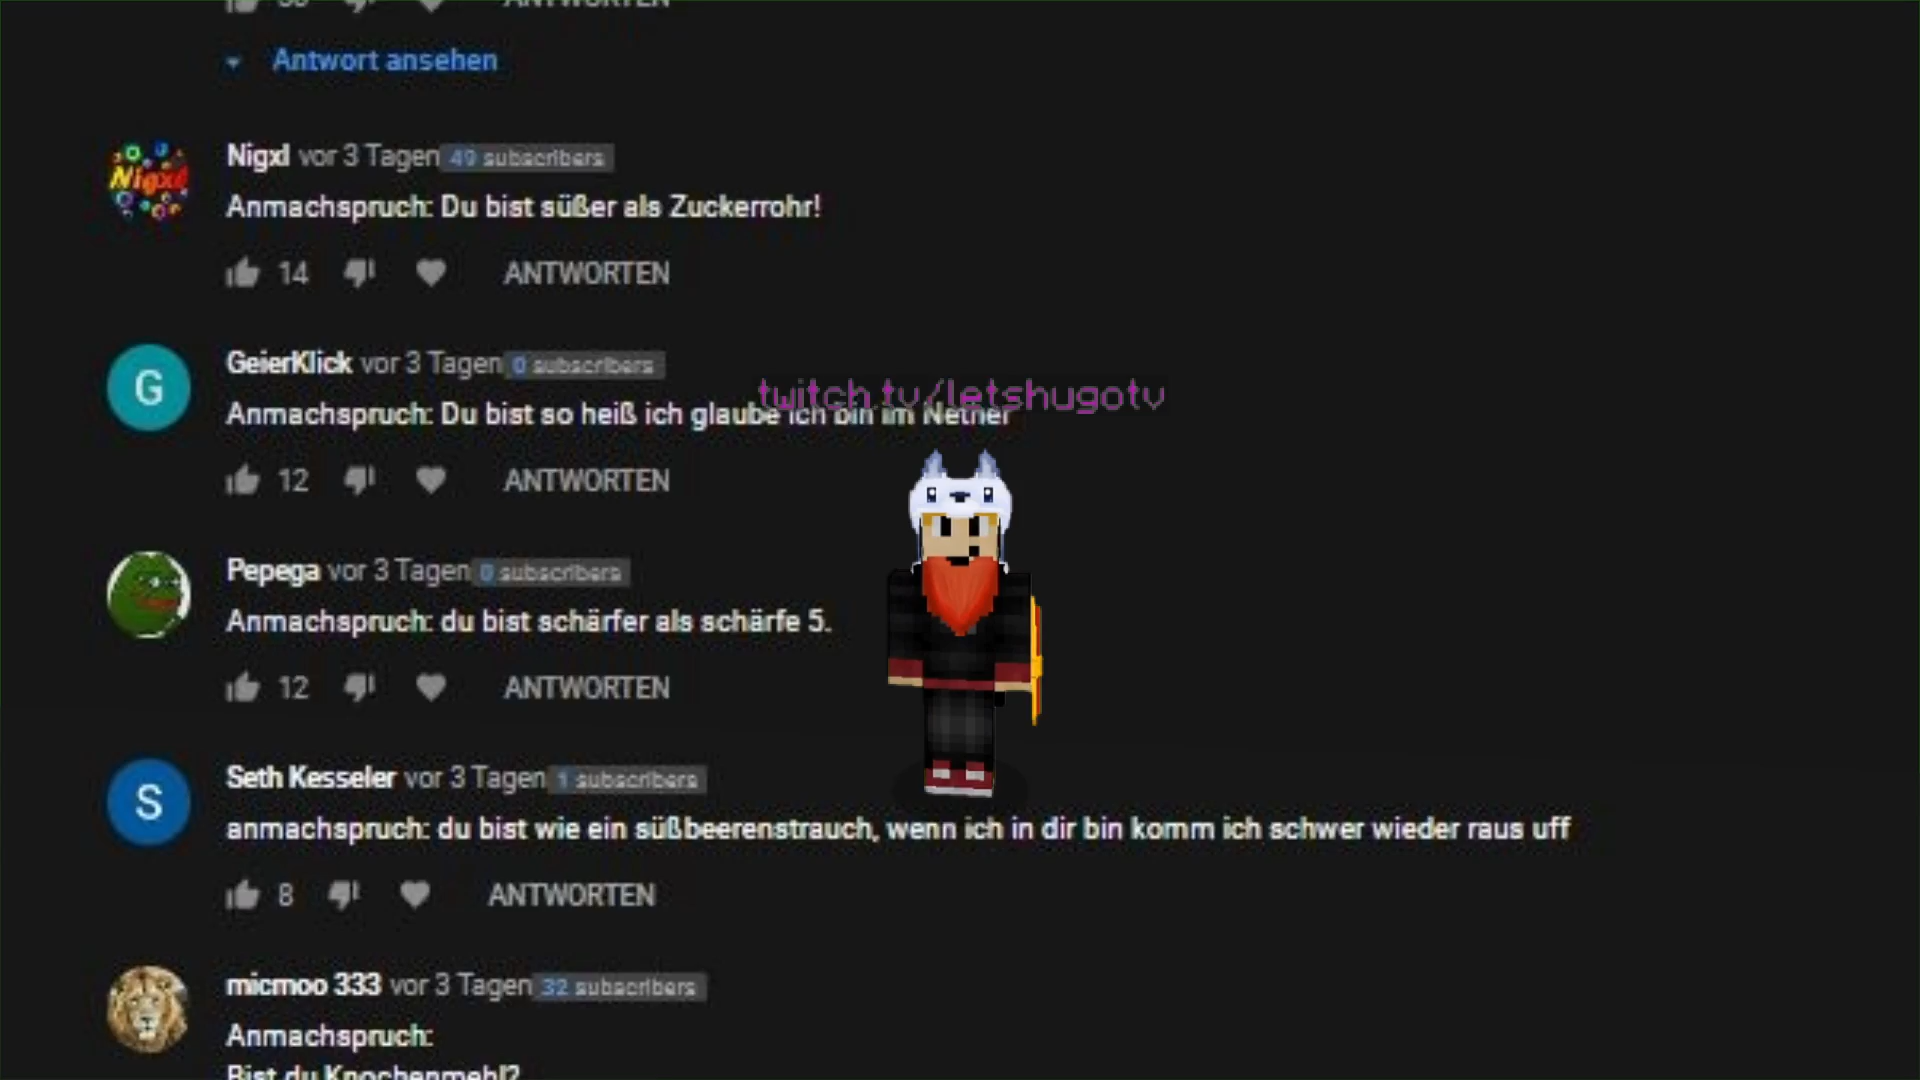 ANTWORTEN
Antwort ansehen
Nigxl
Nigxl vor 3 Tagen 49 subscribers
Anmachspruch: Du bist süßer als Zuckerrohr!
14 ANTWORTEN
G
GeierKlick vor 3 Tagen 0 subscribers
twitch.tv/letshugotv
Anmachspruch: Du bist so heiß ich glaube ich bin im Nether
12 ANTWORTEN
Pepega vor 3 Tagen 0 subscribers
Anmachspruch: du bist schärfer als schärfe 5.
12 ANTWORTEN
S
Seth Kesseler vor 3 Tagen 1 subscribers
anmachspruch: du bist wie ein süßbeerenstrauch, wenn ich in dir bin komm ich schwer wieder raus uff
8 ANTWORTEN
micmoo 333 vor 3 Tagen 32 subscribers
Anmachspruch:
Bist du Knochenmehl?